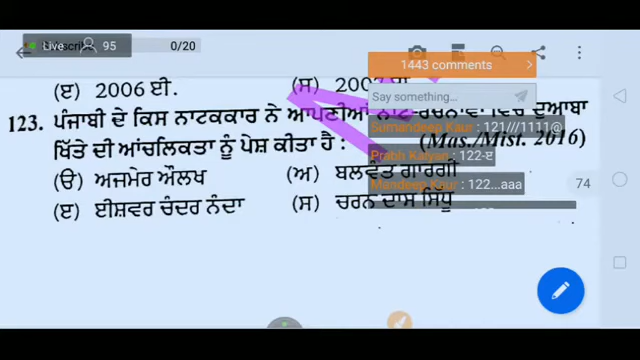 Live 95
0/20
1443 comments
Say something...
(ੲ) 2006 ਈ. (ਸ)
123. ਪੰਜਾਬੀ ਦੇ ਕਿਸ ਨਾਟਕਕਾਰ ਨੇ ਆਪਣੀਆਂ ਨਾਟ-ਰਚਨਾਵਾਂ ਵਿੱਚ ਦੁਆਬਾ
Sumandeep Kaur : 121///1111@
ਖਿੱਤੇ ਦੀ ਆਂਚਲਿਕਤਾ ਨੂੰ ਪੇਸ਼ ਕੀਤਾ ਹੈ : (Mas./Mist. 2016)
Prabh Kalyan : 122-ੲ
(ੳ) ਅਜਮੇਰ ਔਲਖ (ਅ) ਬਲਵੰਤ ਗਾਰਗੀ
Mandeep Kaur : 122...aaa
74
(ੲ) ਈਸ਼ਵਰ ਚੰਦਰ ਨੰਦਾ (ਸ) ਚਰਨ ਦਾਸ ਸਿੱਧੂ